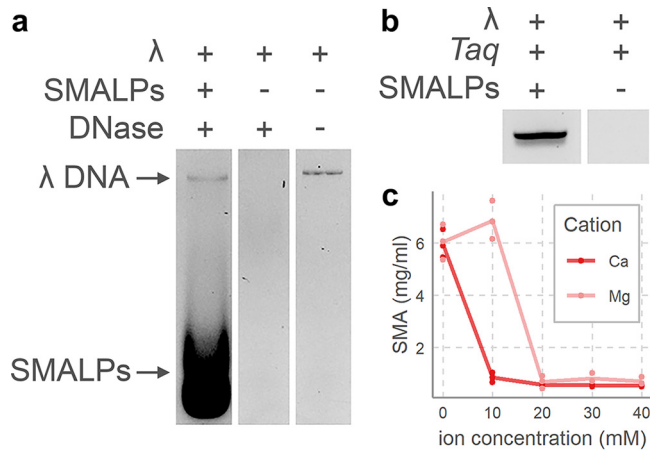 a
λ + + +
SMALPs + - -
DNase + + -
λ DNA →
SMALPs →
b
λ + +
Taq + +
SMALPs + -
c
SMA (mg/ml)
6
4
2
Cation
Ca
Mg
0 10 20 30 40
ion concentration (mM)